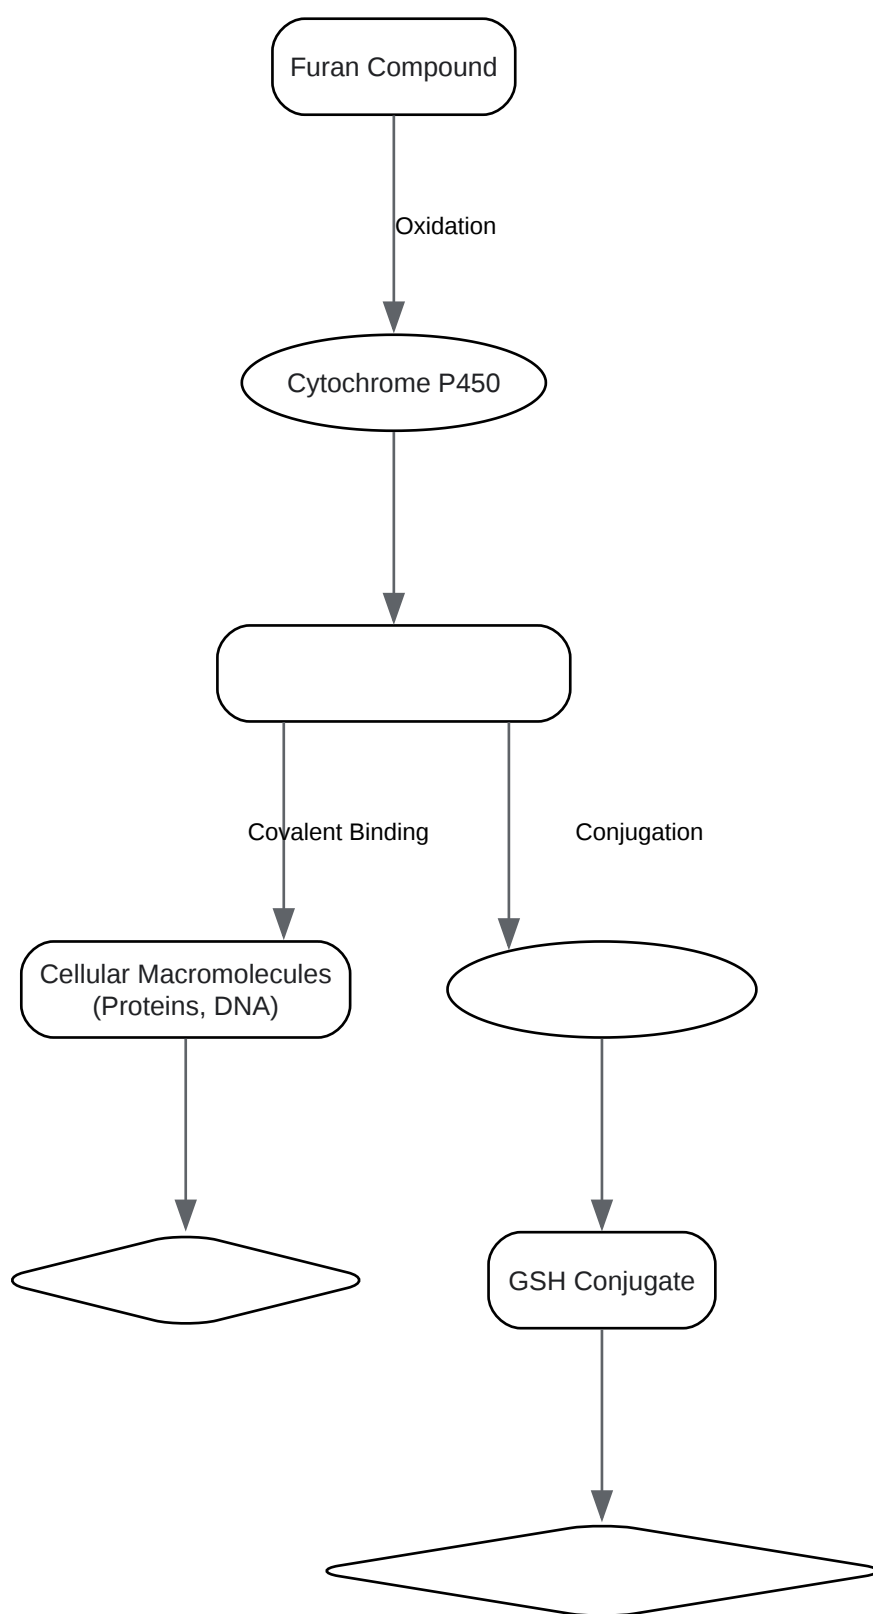 Furan Compound
Oxidation
Cytochrome P450
Covalent Binding
Conjugation
Cellular Macromolecules
(Proteins, DNA)
GSH Conjugate